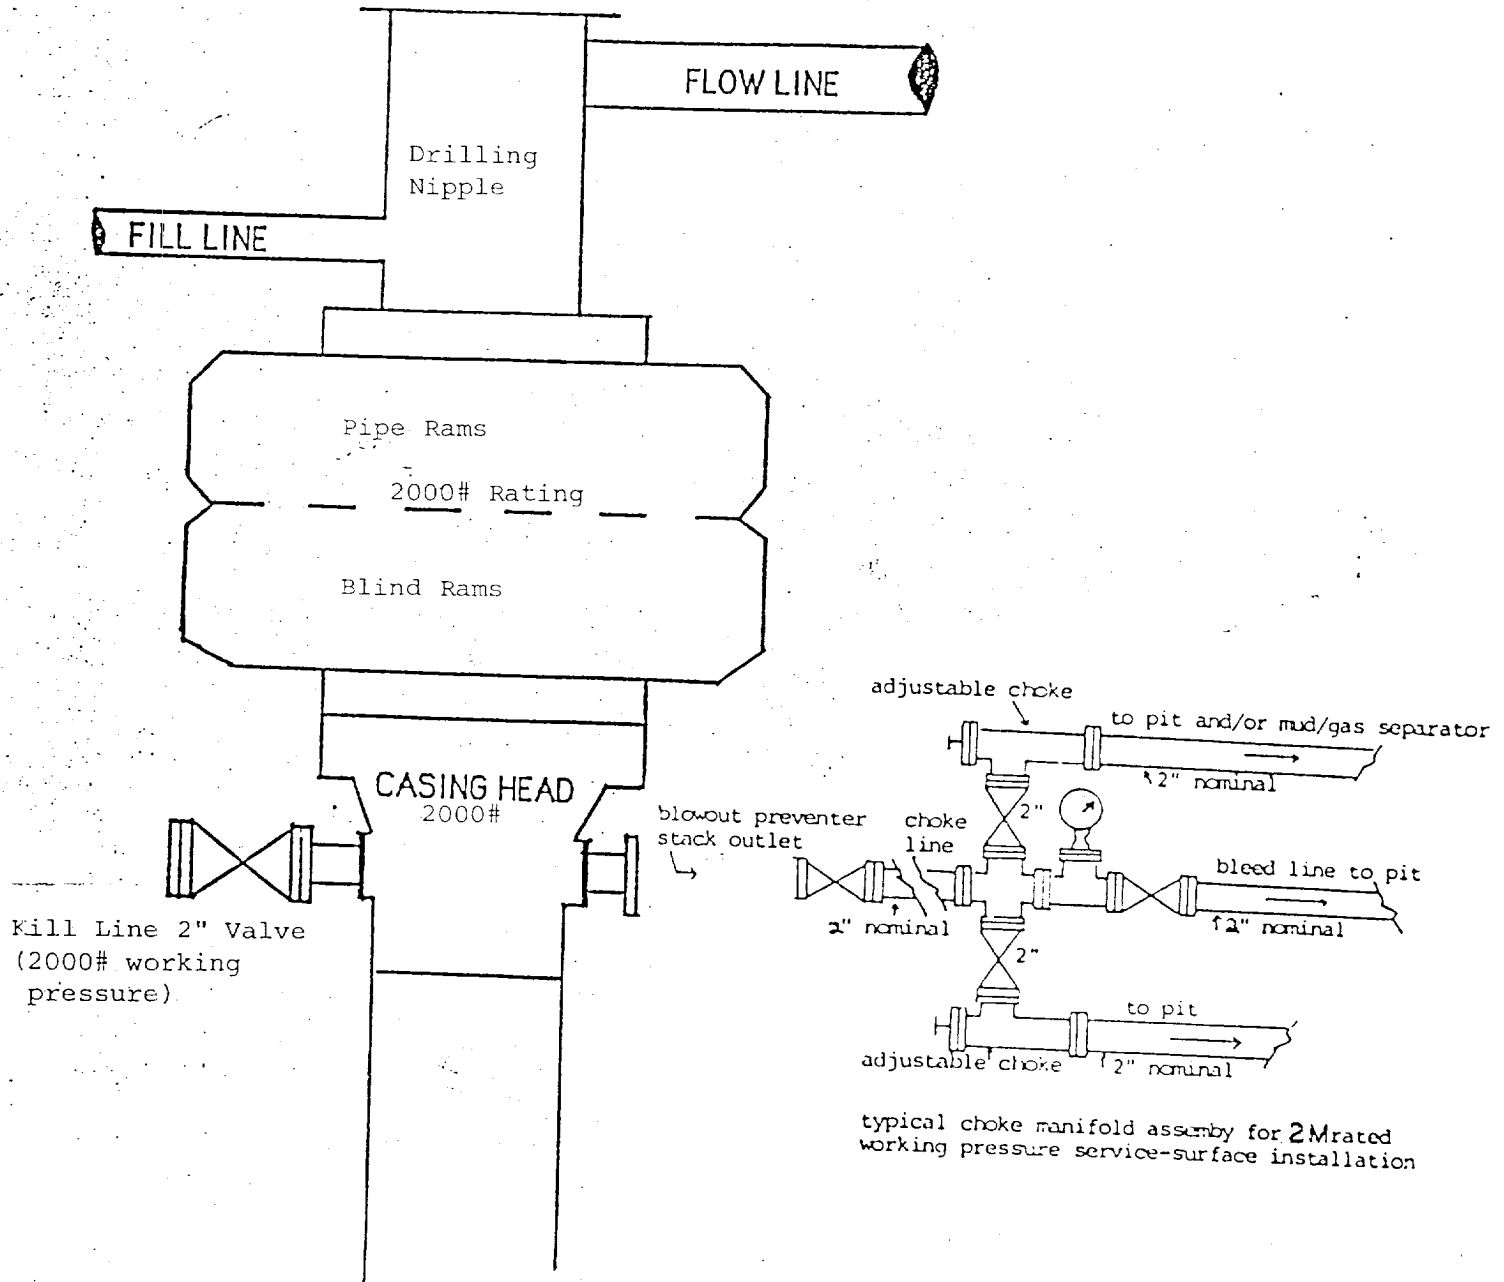 FLOW LINE
Drilling
Nipple
FILL LINE
Pipe Rams
2000# Rating
Blind Rams
CASING HEAD
2000#
Kill Line 2" Valve
(2000# working
pressure)
blowout preventer
stack outlet
choke
line
2" nominal
adjustable choke
to pit and/or mud/gas separator
2" nominal
2"
bleed line to pit
2" nominal
2"
to pit
adjustable choke
2" nominal
typical choke manifold assemby for 2M rated
working pressure service-surface installation